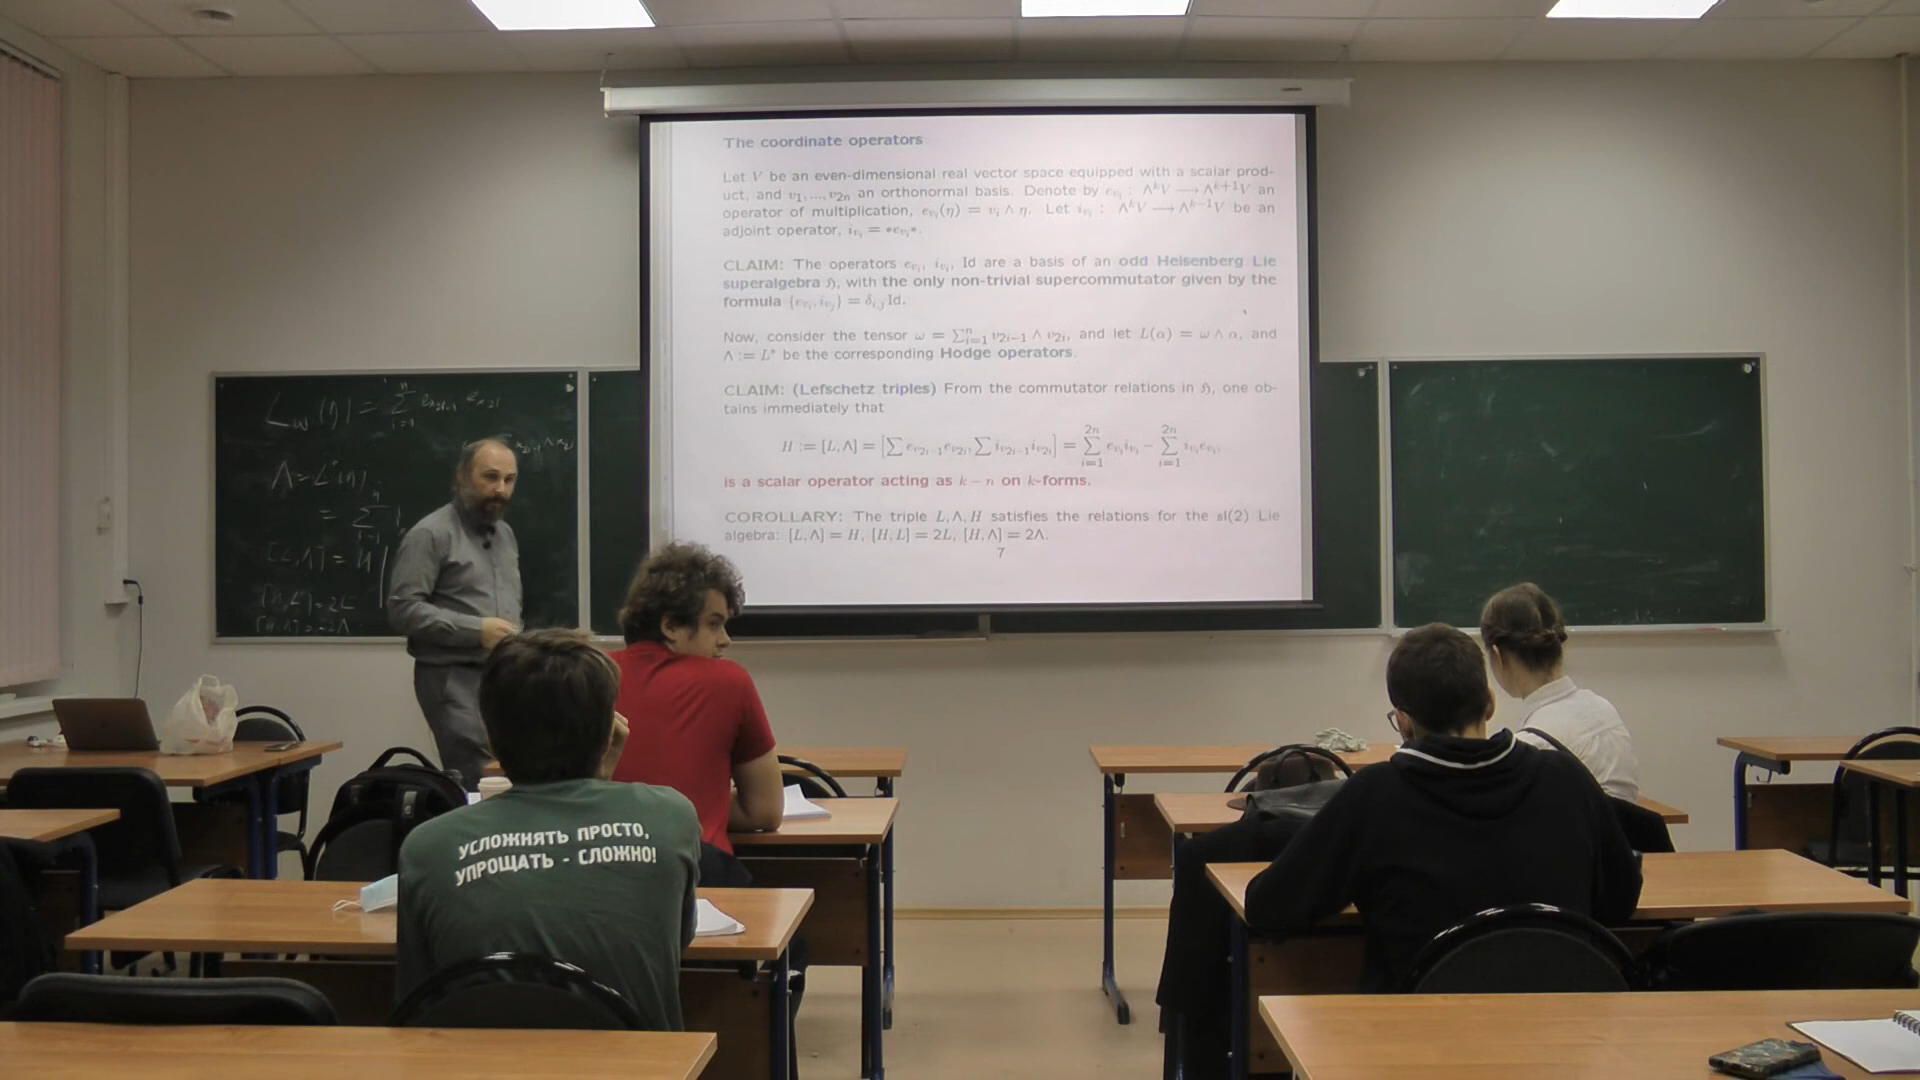 The coordinate operators
Let V be an even-dimensional real vector space equipped with a scalar prod-
uct, and v₁, ..., v₂ₙ an orthonormal basis. Denote by e_{v_i} : ΛᵏV ⟶ Λᵏ⁺¹V an
operator of multiplication, e_{v_i}(η) = v_i ∧ η. Let i_{v_i} : ΛᵏV ⟶ Λᵏ⁻¹V be an
adjoint operator, i_{v_i} = *e_{v_i}*.
CLAIM: The operators e_{v_i}, i_{v_i}, Id are a basis of an odd Heisenberg Lie
superalgebra ℌ, with the only non-trivial supercommutator given by the
formula {e_{v_i}, i_{v_j}} = δ_{i,j} Id.
Now, consider the tensor ω = ∑ⁿ_{i=1} v_{2i−1} ∧ v_{2i}, and let L(α) = ω ∧ α, and
Λ := L* be the corresponding Hodge operators.
CLAIM: (Lefschetz triples) From the commutator relations in ℌ, one ob-
tains immediately that
H := [L, Λ] = [∑ e_{v_{2i−1}} e_{v_{2i}}, ∑ i_{v_{2i−1}} i_{v_{2i}}] = ∑^{2n}_{i=1} e_{v_i} i_{v_i} − ∑^{2n}_{i=1} i_{v_i} e_{v_i},
is a scalar operator acting as k − n on k-forms.
COROLLARY: The triple L, Λ, H satisfies the relations for the 𝔰𝔩(2) Lie
algebra: [L, Λ] = H, [H, L] = 2L, [H, Λ] = 2Λ.
7
[L, Λ] = H
УСЛОЖНЯТЬ ПРОСТО,
УПРОЩАТЬ - СЛОЖНО!